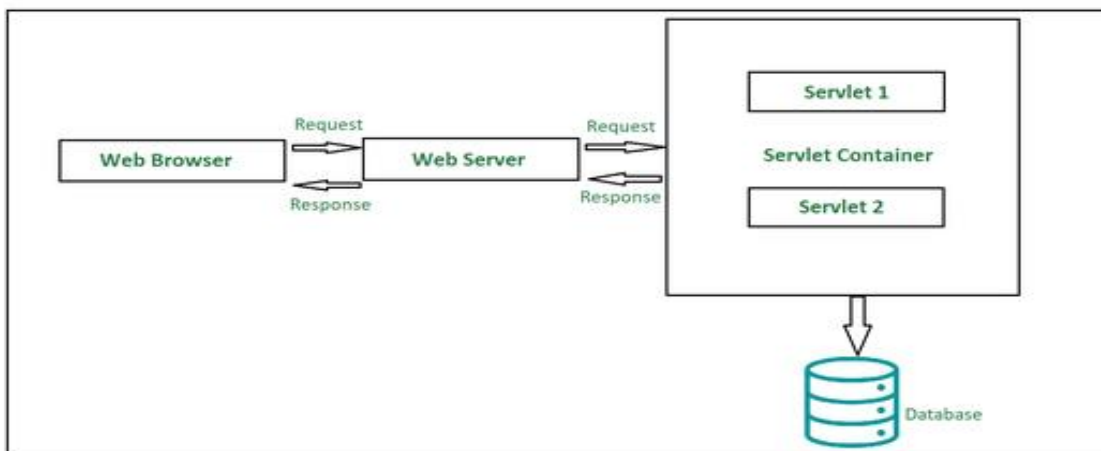 Web Browser
Request
Response
Web Server
Request
Response
Servlet 1
Servlet Container
Servlet 2
Database